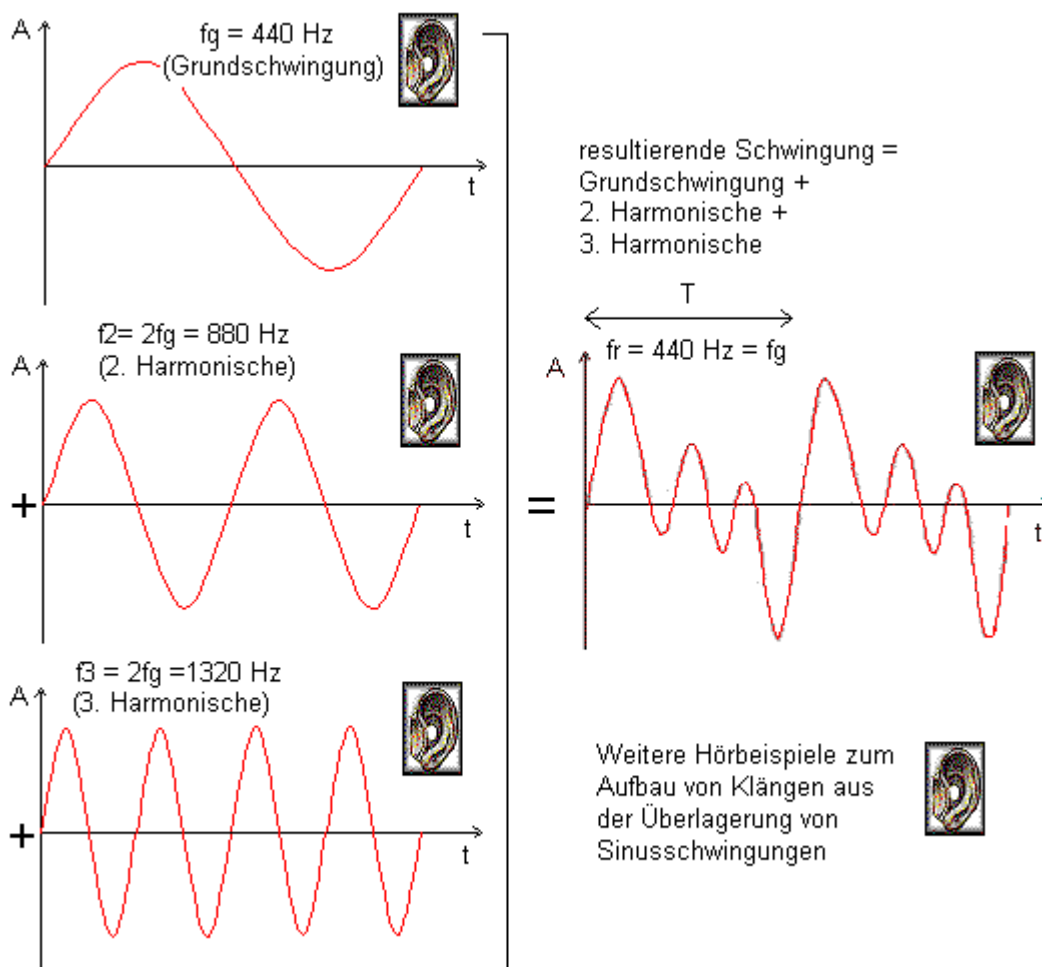 A
fg = 440 Hz
(Grundschwingung)
t
f2= 2fg = 880 Hz
(2. Harmonische)
A
+
t
f3 = 2fg =1320 Hz
(3. Harmonische)
A
+
t
resultierende Schwingung =
Grundschwingung +
2. Harmonische +
3. Harmonische
T
fr = 440 Hz = fg
A
=
t
Weitere Hörbeispiele zum
Aufbau von Klängen aus
der Überlagerung von
Sinusschwingungen